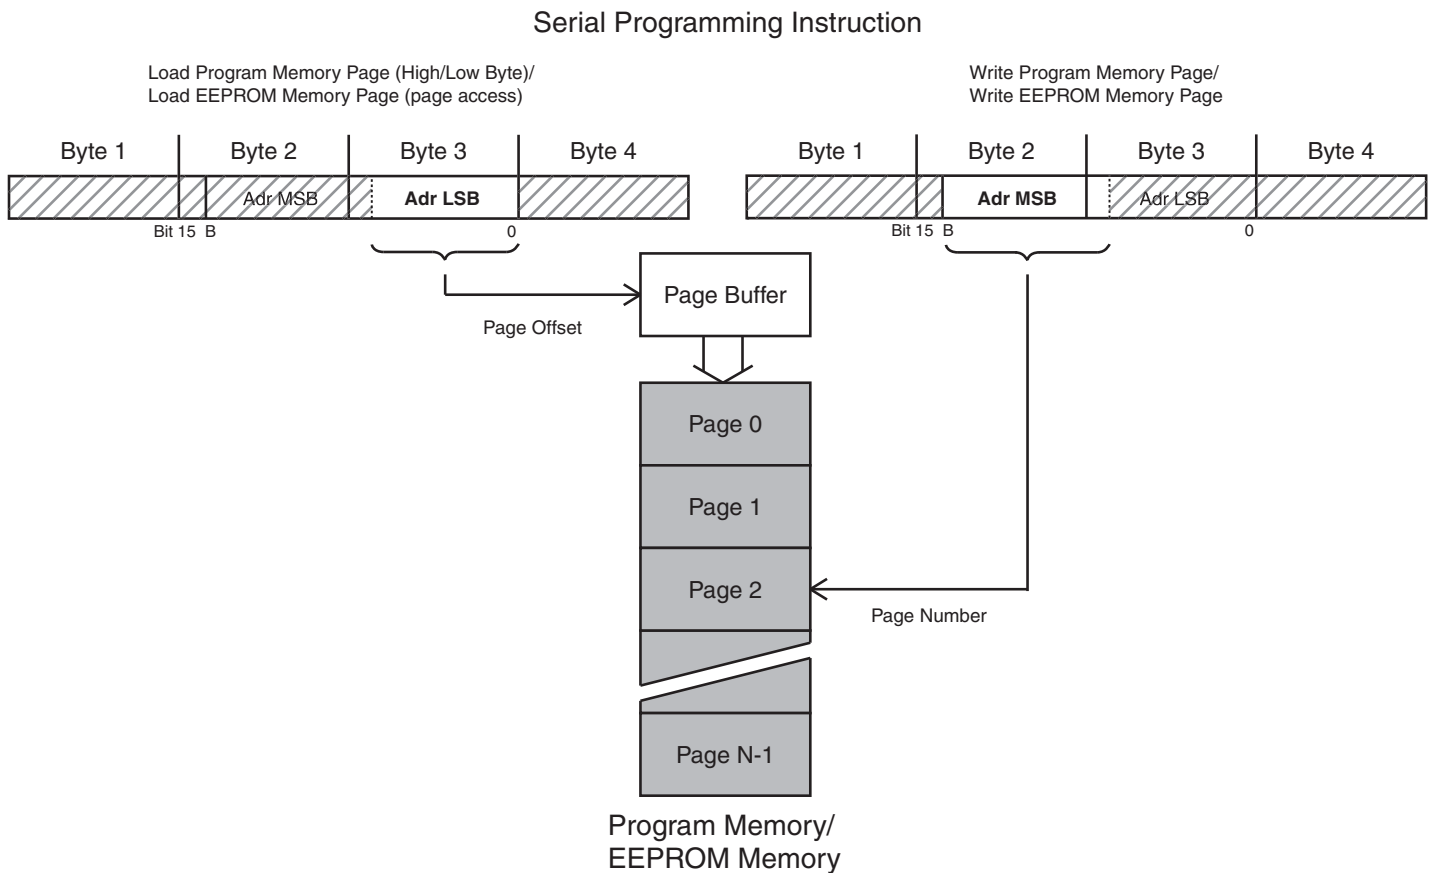 Serial Programming Instruction
Load Program Memory Page (High/Low Byte)/
Load EEPROM Memory Page (page access)
Write Program Memory Page/
Write EEPROM Memory Page
Byte 1 Byte 2 Byte 3 Byte 4
Adr MSB Adr LSB
Bit 15 B 0
Byte 1 Byte 2 Byte 3 Byte 4
Adr MSB Adr LSB
Bit 15 B 0
Page Buffer
Page Offset
Page 0
Page 1
Page 2
Page Number
Page N-1
Program Memory/
EEPROM Memory